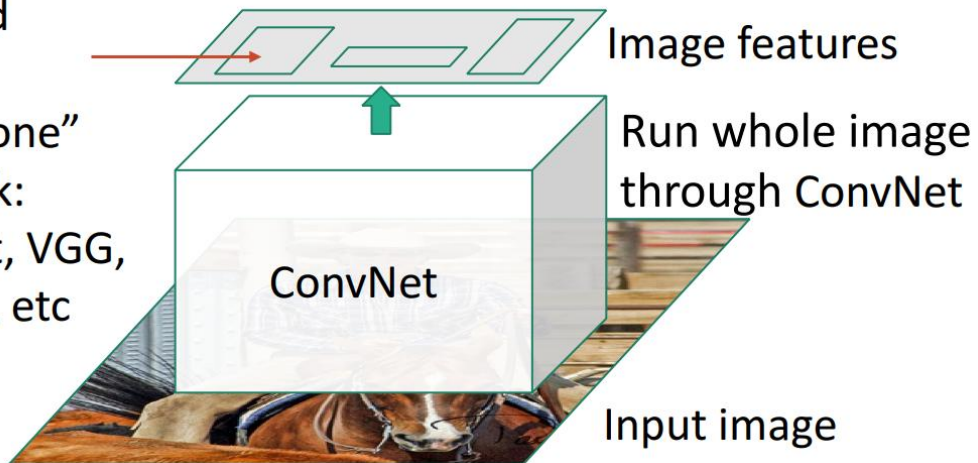 Image features
one”
Run whole image
k:
through ConvNet
, VGG,
ConvNet
etc
Input image